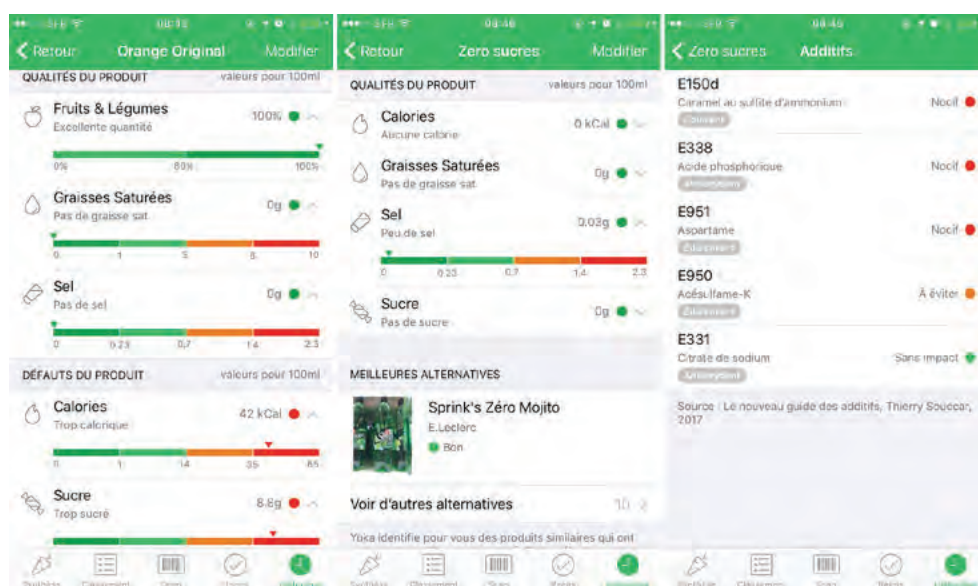 Retour
Orange Original
Modifier
QUALITÉS DU PRODUIT
valeurs pour 100ml
Fruits & Légumes
100%
Excellente quantité
0%
100%
Graisses Saturées
0g
Pas de graisse sat.
0 1 5 10
Sel
0g
Pas de sel
0 0,23 0,7 1,4 2,3
DÉFAUTS DU PRODUIT
valeurs pour 100ml
Calories
42 kCal
Trop calorique
0 1 14 35 85
Sucre
8.8g
Trop sucré
Retour
Zero sucres
Modifier
QUALITÉS DU PRODUIT
valeurs pour 100ml
Calories
0 kCal
Aucune calorie
Graisses Saturées
0g
Pas de graisse sat.
Sel
0.03g
Peu de sel
0 0,23 0,7 1,4 2.3
Sucre
0g
Pas de sucre
MEILLEURES ALTERNATIVES
Sprink's Zéro Mojito
E.Leclerc
Bon
Voir d'autres alternatives
10
Yuka identifie pour vous des produits similaires qui ont
Scan
Zero sucres
Additifs
E150d
Caramel au sulfite d'ammonium
Nocif
Colorant
E338
Acide phosphorique
Nocif
E951
Aspartame
Nocif
Édulcorant
E950
Acésulfame-K
À éviter
Édulcorant
E331
Citrate de sodium
Sans impact
Source : Le nouveau guide des additifs, Thierry Souccar,
2017